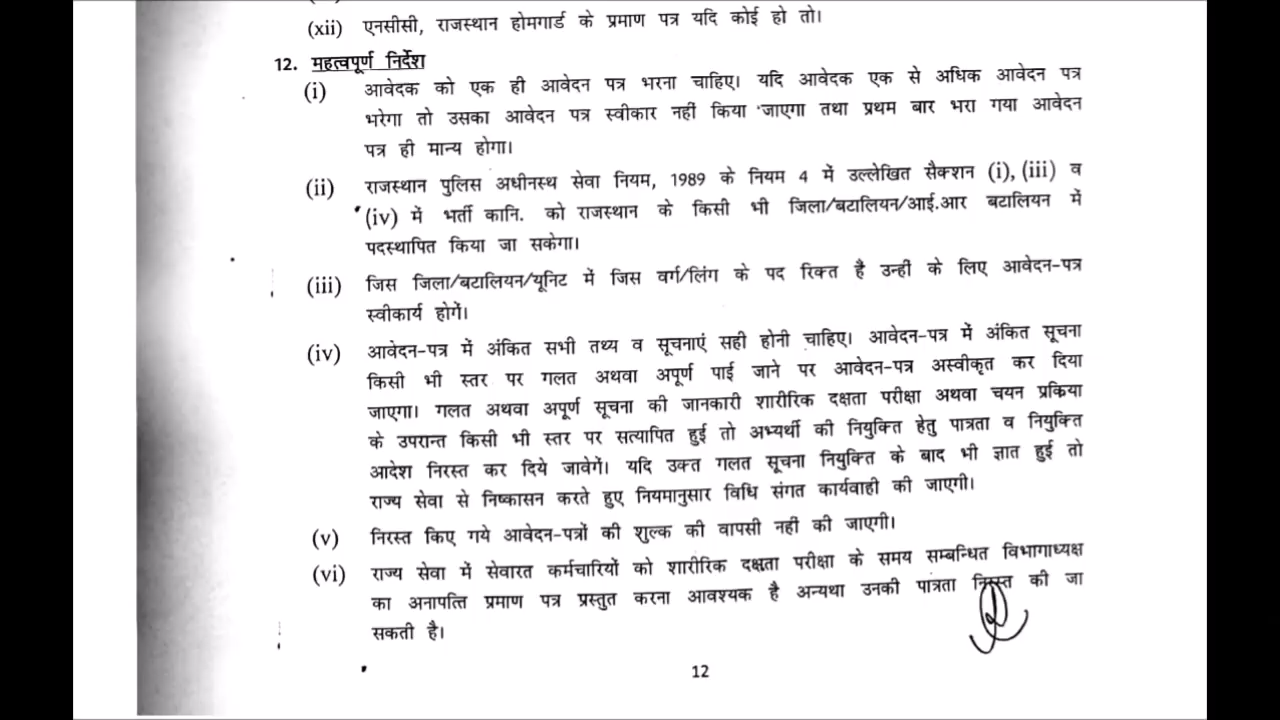 (xii) एनसीसी, राजस्थान होमगार्ड के प्रमाण पत्र यदि कोई हो तो।
12. महत्वपूर्ण निर्देश
(i) आवेदक को एक ही आवेदन पत्र भरना चाहिए। यदि आवेदक एक से अधिक आवेदन पत्र
भरेगा तो उसका आवेदन पत्र स्वीकार नहीं किया जाएगा तथा प्रथम बार भरा गया आवेदन
पत्र ही मान्य होगा।
(ii) राजस्थान पुलिस अधीनस्थ सेवा नियम, 1989 के नियम 4 में उल्लेखित सैक्शन (i), (iii) व
(iv) में भर्ती कानि. को राजस्थान के किसी भी जिला/बटालियन/आई.आर बटालियन में
पदस्थापित किया जा सकेगा।
(iii) जिस जिला/बटालियन/यूनिट में जिस वर्ग/लिंग के पद रिक्त है उन्हीं के लिए आवेदन-पत्र
स्वीकार्य होगें।
(iv) आवेदन-पत्र में अंकित सभी तथ्य व सूचनाएं सही होनी चाहिए। आवेदन-पत्र में अंकित सूचना
किसी भी स्तर पर गलत अथवा अपूर्ण पाई जाने पर आवेदन-पत्र अस्वीकृत कर दिया
जाएगा। गलत अथवा अपूर्ण सूचना की जानकारी शारीरिक दक्षता परीक्षा अथवा चयन प्रकिया
के उपरान्त किसी भी स्तर पर सत्यापित हुई तो अभ्यर्थी की नियुक्ति हेतु पात्रता व नियुक्ति
आदेश निरस्त कर दिये जावेगें। यदि उक्त गलत सूचना नियुक्ति के बाद भी ज्ञात हुई तो
राज्य सेवा से निष्कासन करते हुए नियमानुसार विधि संगत कार्यवाही की जाएगी।
(v) निरस्त किए गये आवेदन-पत्रों की शुल्क की वापसी नहीं की जाएगी।
(vi) राज्य सेवा में सेवारत कर्मचारियों को शारीरिक दक्षता परीक्षा के समय सम्बन्धित विभागाध्यक्ष
का अनापत्ति प्रमाण पत्र प्रस्तुत करना आवश्यक है अन्यथा उनकी पात्रता निरस्त की जा
सकती है।
12